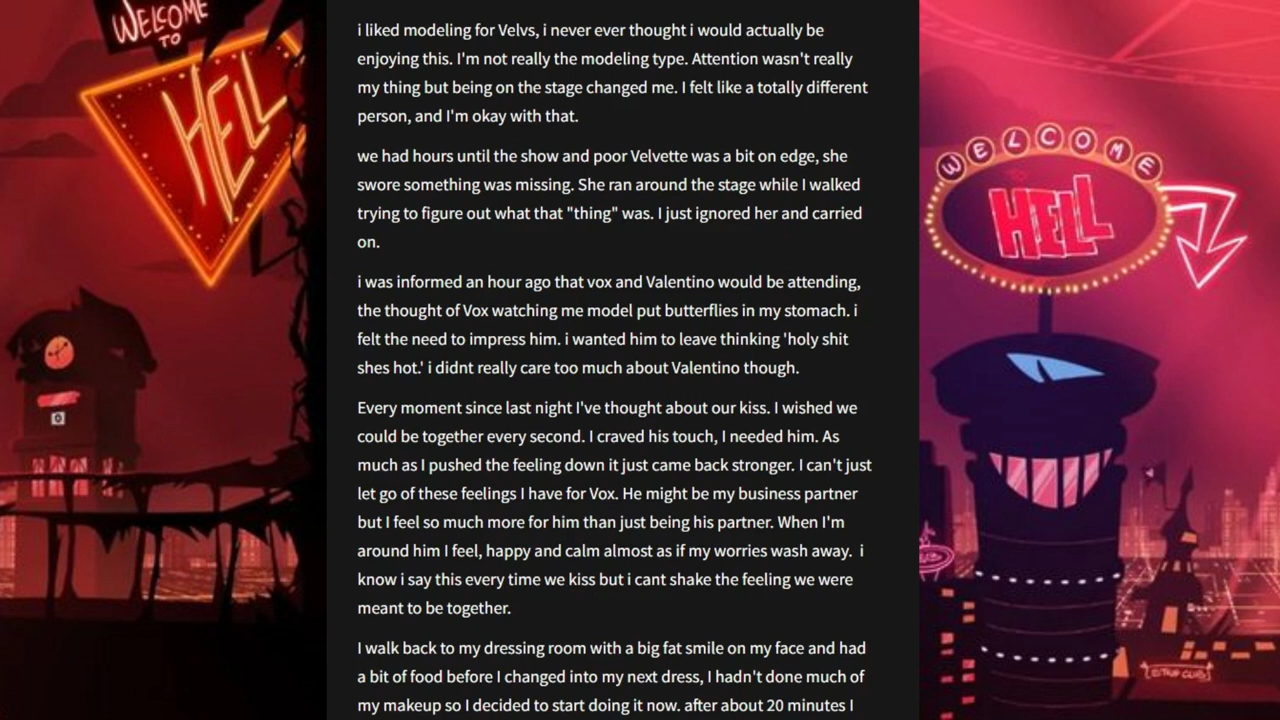 WELCOME
TO
HELL
i liked modeling for Velvs, i never ever thought i would actually be
enjoying this. I'm not really the modeling type. Attention wasn't really
my thing but being on the stage changed me. I felt like a totally different
person, and I'm okay with that.
we had hours until the show and poor Velvette was a bit on edge, she
swore something was missing. She ran around the stage while I walked
trying to figure out what that "thing" was. I just ignored her and carried
on.
i was informed an hour ago that vox and Valentino would be attending,
the thought of Vox watching me model put butterflies in my stomach. i
felt the need to impress him. i wanted him to leave thinking 'holy shit
shes hot.' i didnt really care too much about Valentino though.
Every moment since last night I've thought about our kiss. I wished we
could be together every second. I craved his touch, I needed him. As
much as I pushed the feeling down it just came back stronger. I can't just
let go of these feelings I have for Vox. He might be my business partner
but I feel so much more for him than just being his partner. When I'm
around him I feel, happy and calm almost as if my worries wash away.  i
know i say this every time we kiss but i cant shake the feeling we were
meant to be together.
I walk back to my dressing room with a big fat smile on my face and had
a bit of food before I changed into my next dress, I hadn't done much of
my makeup so I decided to start doing it now. after about 20 minutes I
WELCOME
HELL